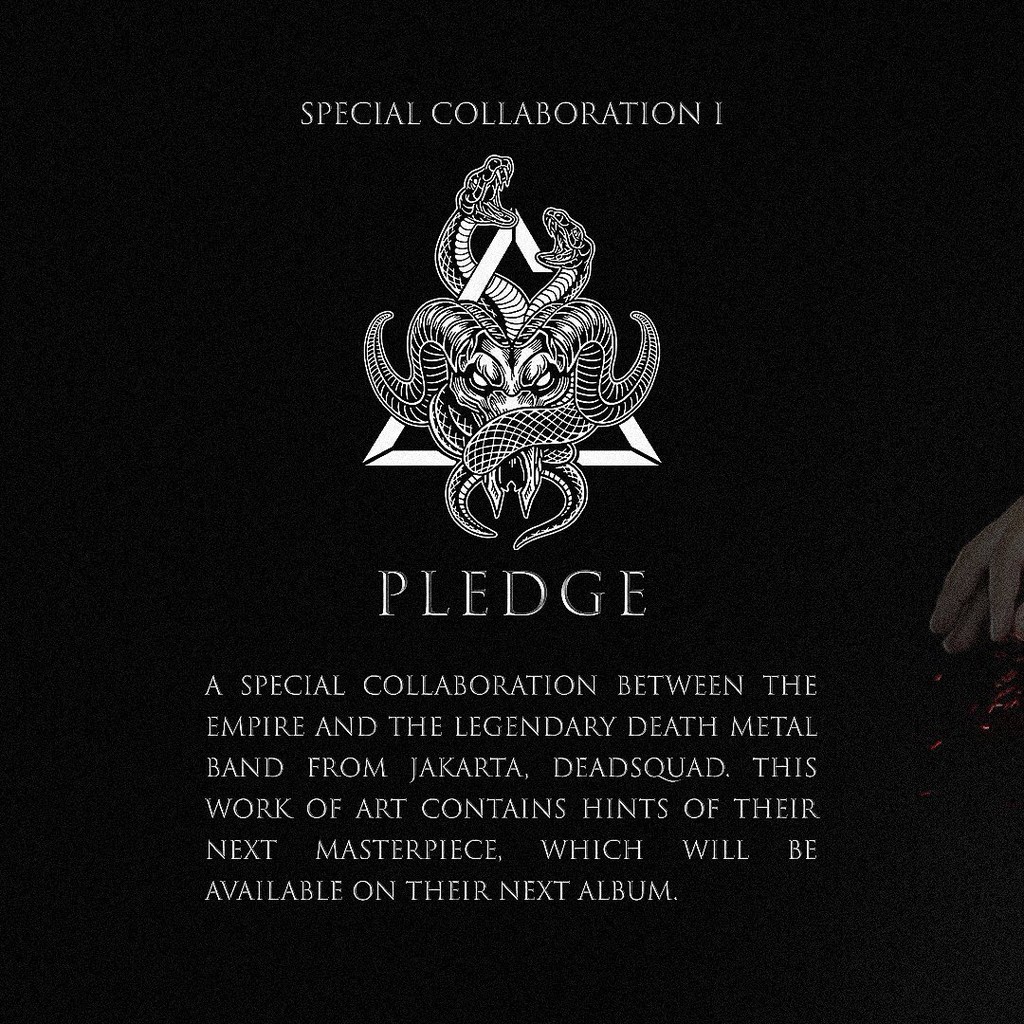 SPECIAL COLLABORATION I
PLEDGE
A SPECIAL COLLABORATION BETWEEN THE
EMPIRE AND THE LEGENDARY DEATH METAL
BAND FROM JAKARTA, DEADSQUAD. THIS
WORK OF ART CONTAINS HINTS OF THEIR
NEXT MASTERPIECE, WHICH WILL BE
AVAILABLE ON THEIR NEXT ALBUM.